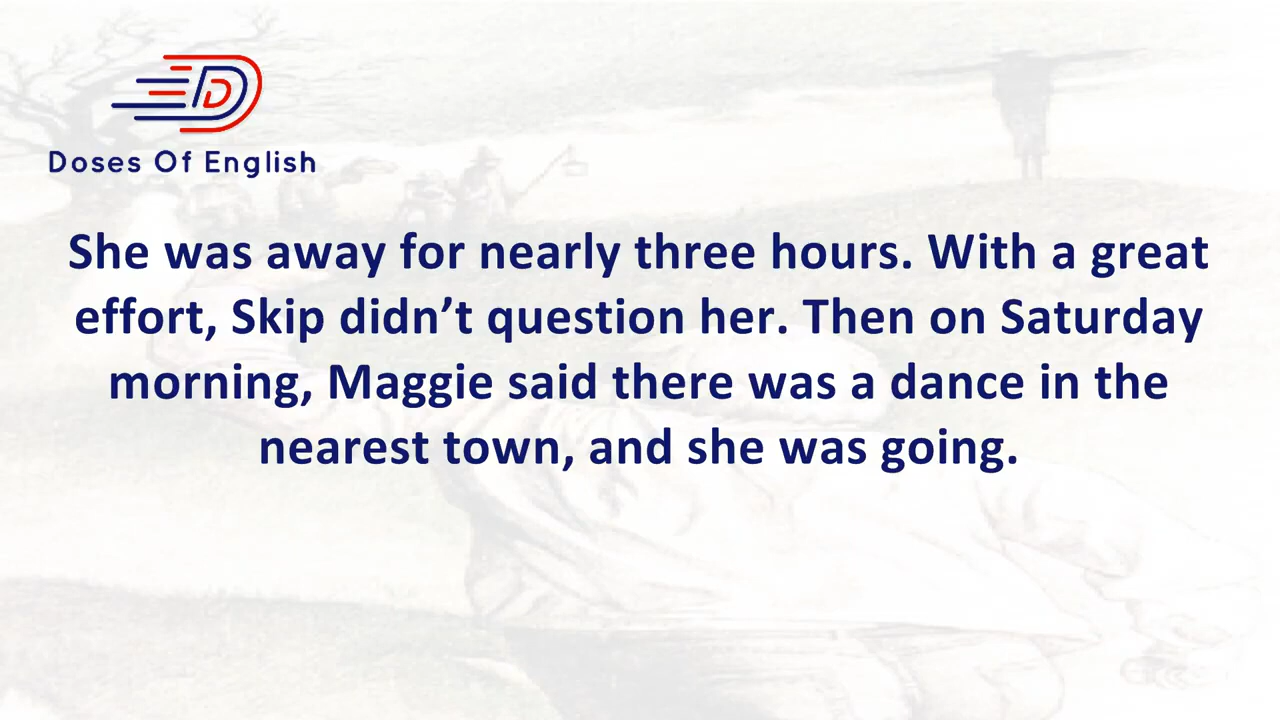 Doses Of English
She was away for nearly three hours. With a great
effort, Skip didn’t question her. Then on Saturday
morning, Maggie said there was a dance in the
nearest town, and she was going.